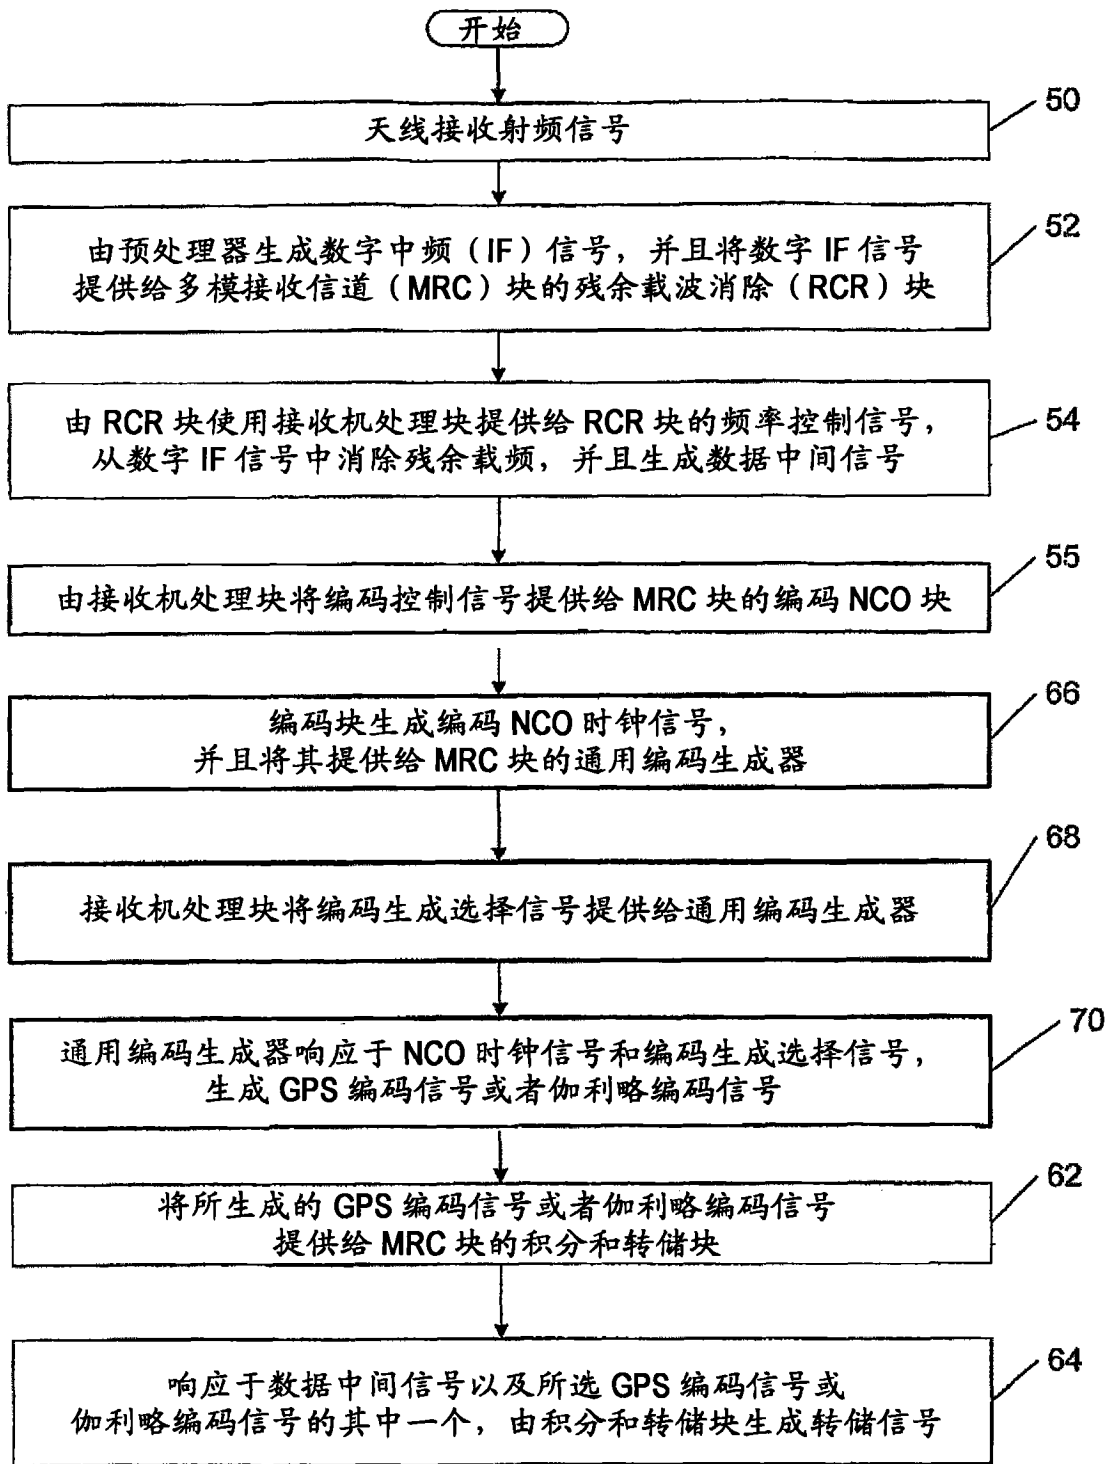 开始
50
天线接收射频信号
52
由预处理器生成数字中频（IF）信号，并且将数字 IF 信号
提供给多模接收信道（MRC）块的残余载波消除（RCR）块
54
由 RCR 块使用接收机处理块提供给 RCR 块的频率控制信号，
从数字 IF 信号中消除残余载频，并且生成数据中间信号
55
由接收机处理块将编码控制信号提供给 MRC 块的编码 NCO 块
66
编码块生成编码 NCO 时钟信号，
并且将其提供给 MRC 块的通用编码生成器
68
接收机处理块将编码生成选择信号提供给通用编码生成器
70
通用编码生成器响应于 NCO 时钟信号和编码生成选择信号，
生成 GPS 编码信号或者伽利略编码信号
62
将所生成的 GPS 编码信号或者伽利略编码信号
提供给 MRC 块的积分和转储块
64
响应于数据中间信号以及所选 GPS 编码信号或
伽利略编码信号的其中一个，由积分和转储块生成转储信号